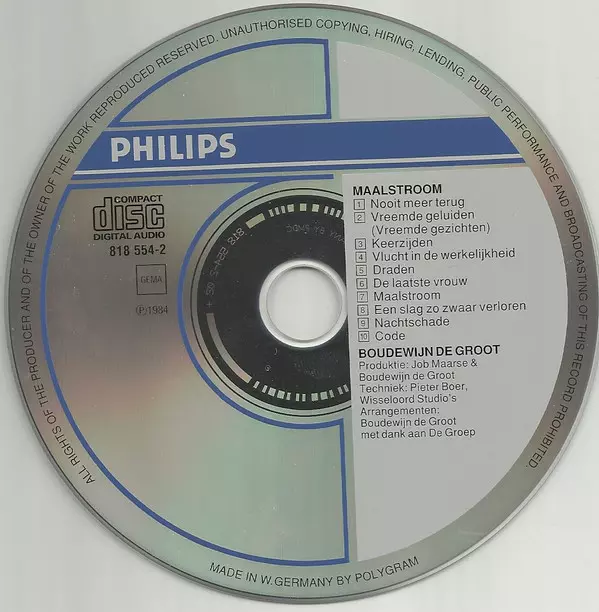 ALL RIGHTS OF THE PRODUCER AND OF THE OWNER OF THE WORK REPRODUCED RESERVED. UNAUTHORISED COPYING, HIRING, LENDING, PUBLIC PERFORMANCE AND BROADCASTING OF THIS RECORD PROHIBITED.
PHILIPS
COMPACT
disc
DIGITAL AUDIO
818 554-2
GEMA
(P) 1984
MAALSTROOM
1 Nooit meer terug
2 Vreemde geluiden
(Vreemde gezichten)
3 Keerzijden
4 Vlucht in de werkelijkheid
5 Draden
6 De laatste vrouw
7 Maalstroom
8 Een slag zo zwaar verloren
9 Nachtschade
10 Code
BOUDEWIJN DE GROOT
Produktie: Job Maarse &
Boudewijn de Groot
Techniek: Pieter Boer,
Wisseloord Studio's
Arrangementen:
Boudewijn de Groot
met dank aan De Groep
MADE IN W. GERMANY BY POLYGRAM